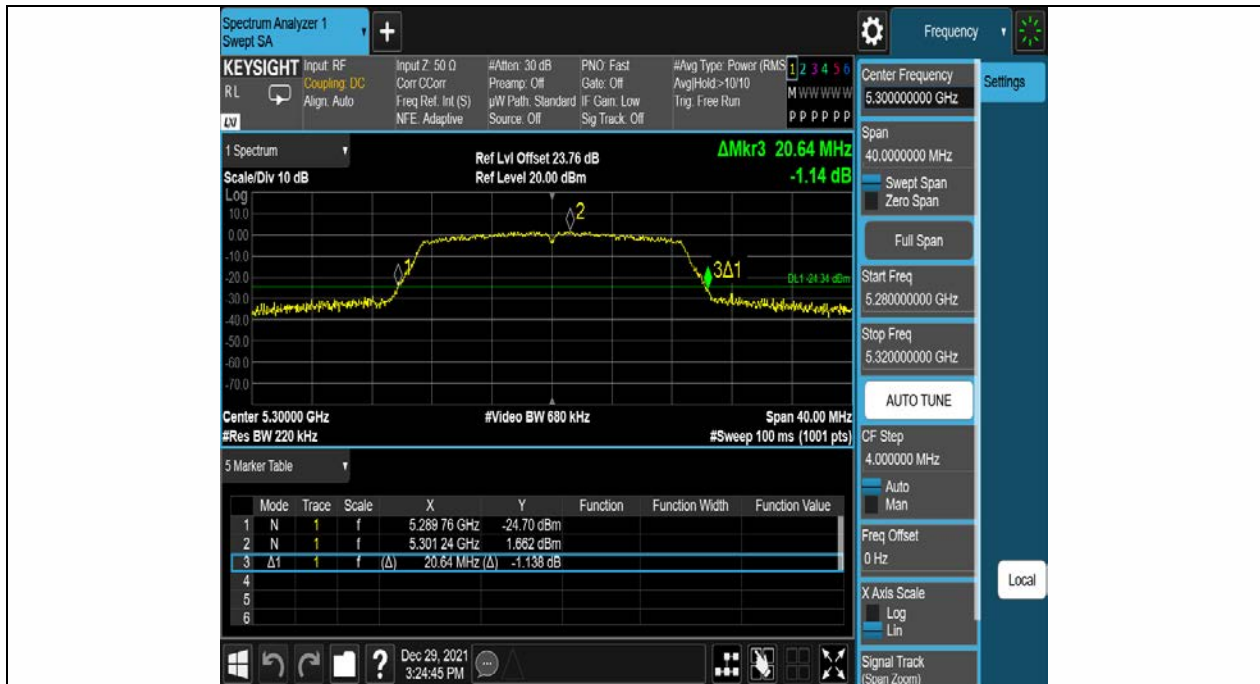 Spectrum Analyzer 1
Swept SA
+
Frequency
KEYSIGHT
RL
LXI
Input: RF
Coupling: DC
Align: Auto
Input Z: 50 Ω
Corr CCorr
Freq Ref: Int (S)
NFE: Adaptive
#Atten: 30 dB
Preamp: Off
µW Path: Standard
Source: Off
PNO: Fast
Gate: Off
IF Gain: Low
Sig Track: Off
#Avg Type: Power (RMS
Avg|Hold:>10/10
Trig: Free Run
1 2 3 4 5 6
M W W W W W
P P P P P P
1 Spectrum
Scale/Div 10 dB
Ref Lvl Offset 23.76 dB
Ref Level 20.00 dBm
ΔMkr3 20.64 MHz
-1.14 dB
Log
10.0
0.00
-10.0
-20.0
-30.0
-40.0
-50.0
-60.0
-70.0
1
2
3Δ1
DL1 -24.34 dBm
Center 5.30000 GHz
#Video BW 680 kHz
Span 40.00 MHz
#Res BW 220 kHz
#Sweep 100 ms (1001 pts)
5 Marker Table
Mode Trace Scale X Y Function Function Width Function Value
1 N 1 f 5.289 76 GHz -24.70 dBm
2 N 1 f 5.301 24 GHz 1.662 dBm
3 Δ1 1 f (Δ) 20.64 MHz (Δ) -1.138 dB
4
5
6
?
Dec 29, 2021
3:24:45 PM
Center Frequency
5.300000000 GHz
Span
40.0000000 MHz
Swept Span
Zero Span
Full Span
Start Freq
5.280000000 GHz
Stop Freq
5.320000000 GHz
AUTO TUNE
CF Step
4.000000 MHz
Auto
Man
Freq Offset
0 Hz
X Axis Scale
Log
Lin
Signal Track
(Span Zoom)
Settings
Local